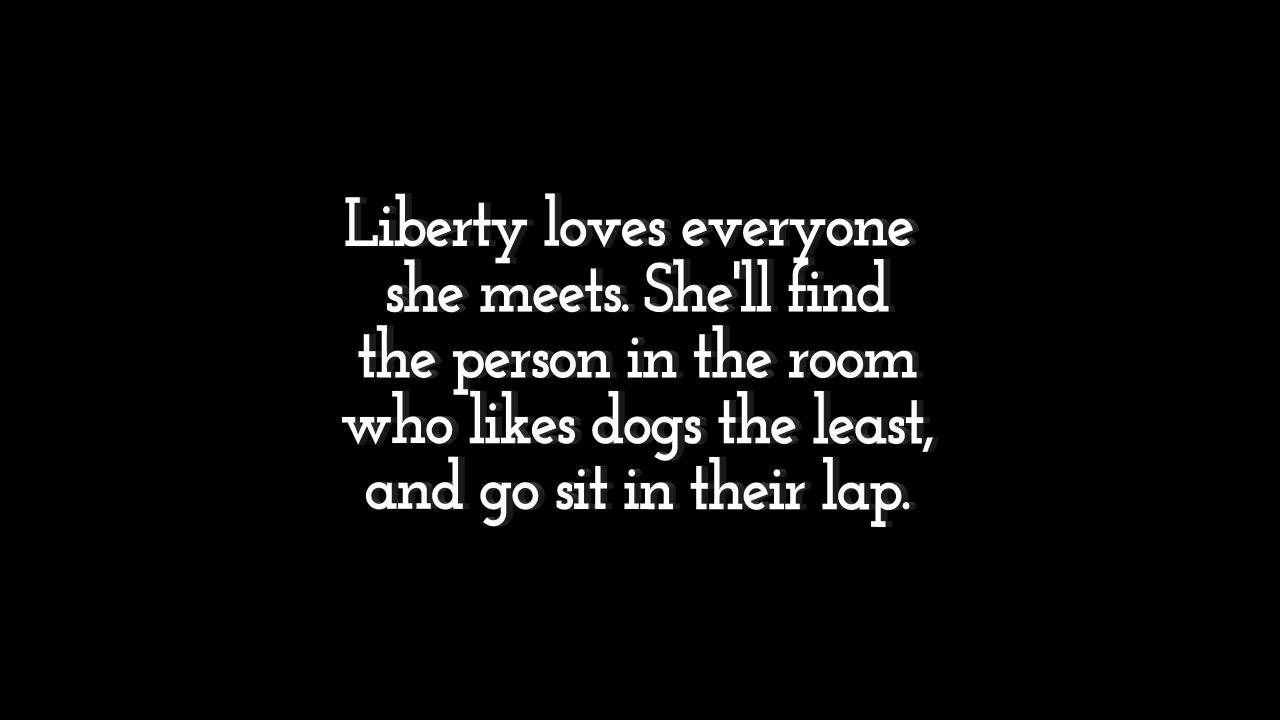 Liberty loves everyone
she meets. She'll find
the person in the room
who likes dogs the least,
and go sit in their lap.